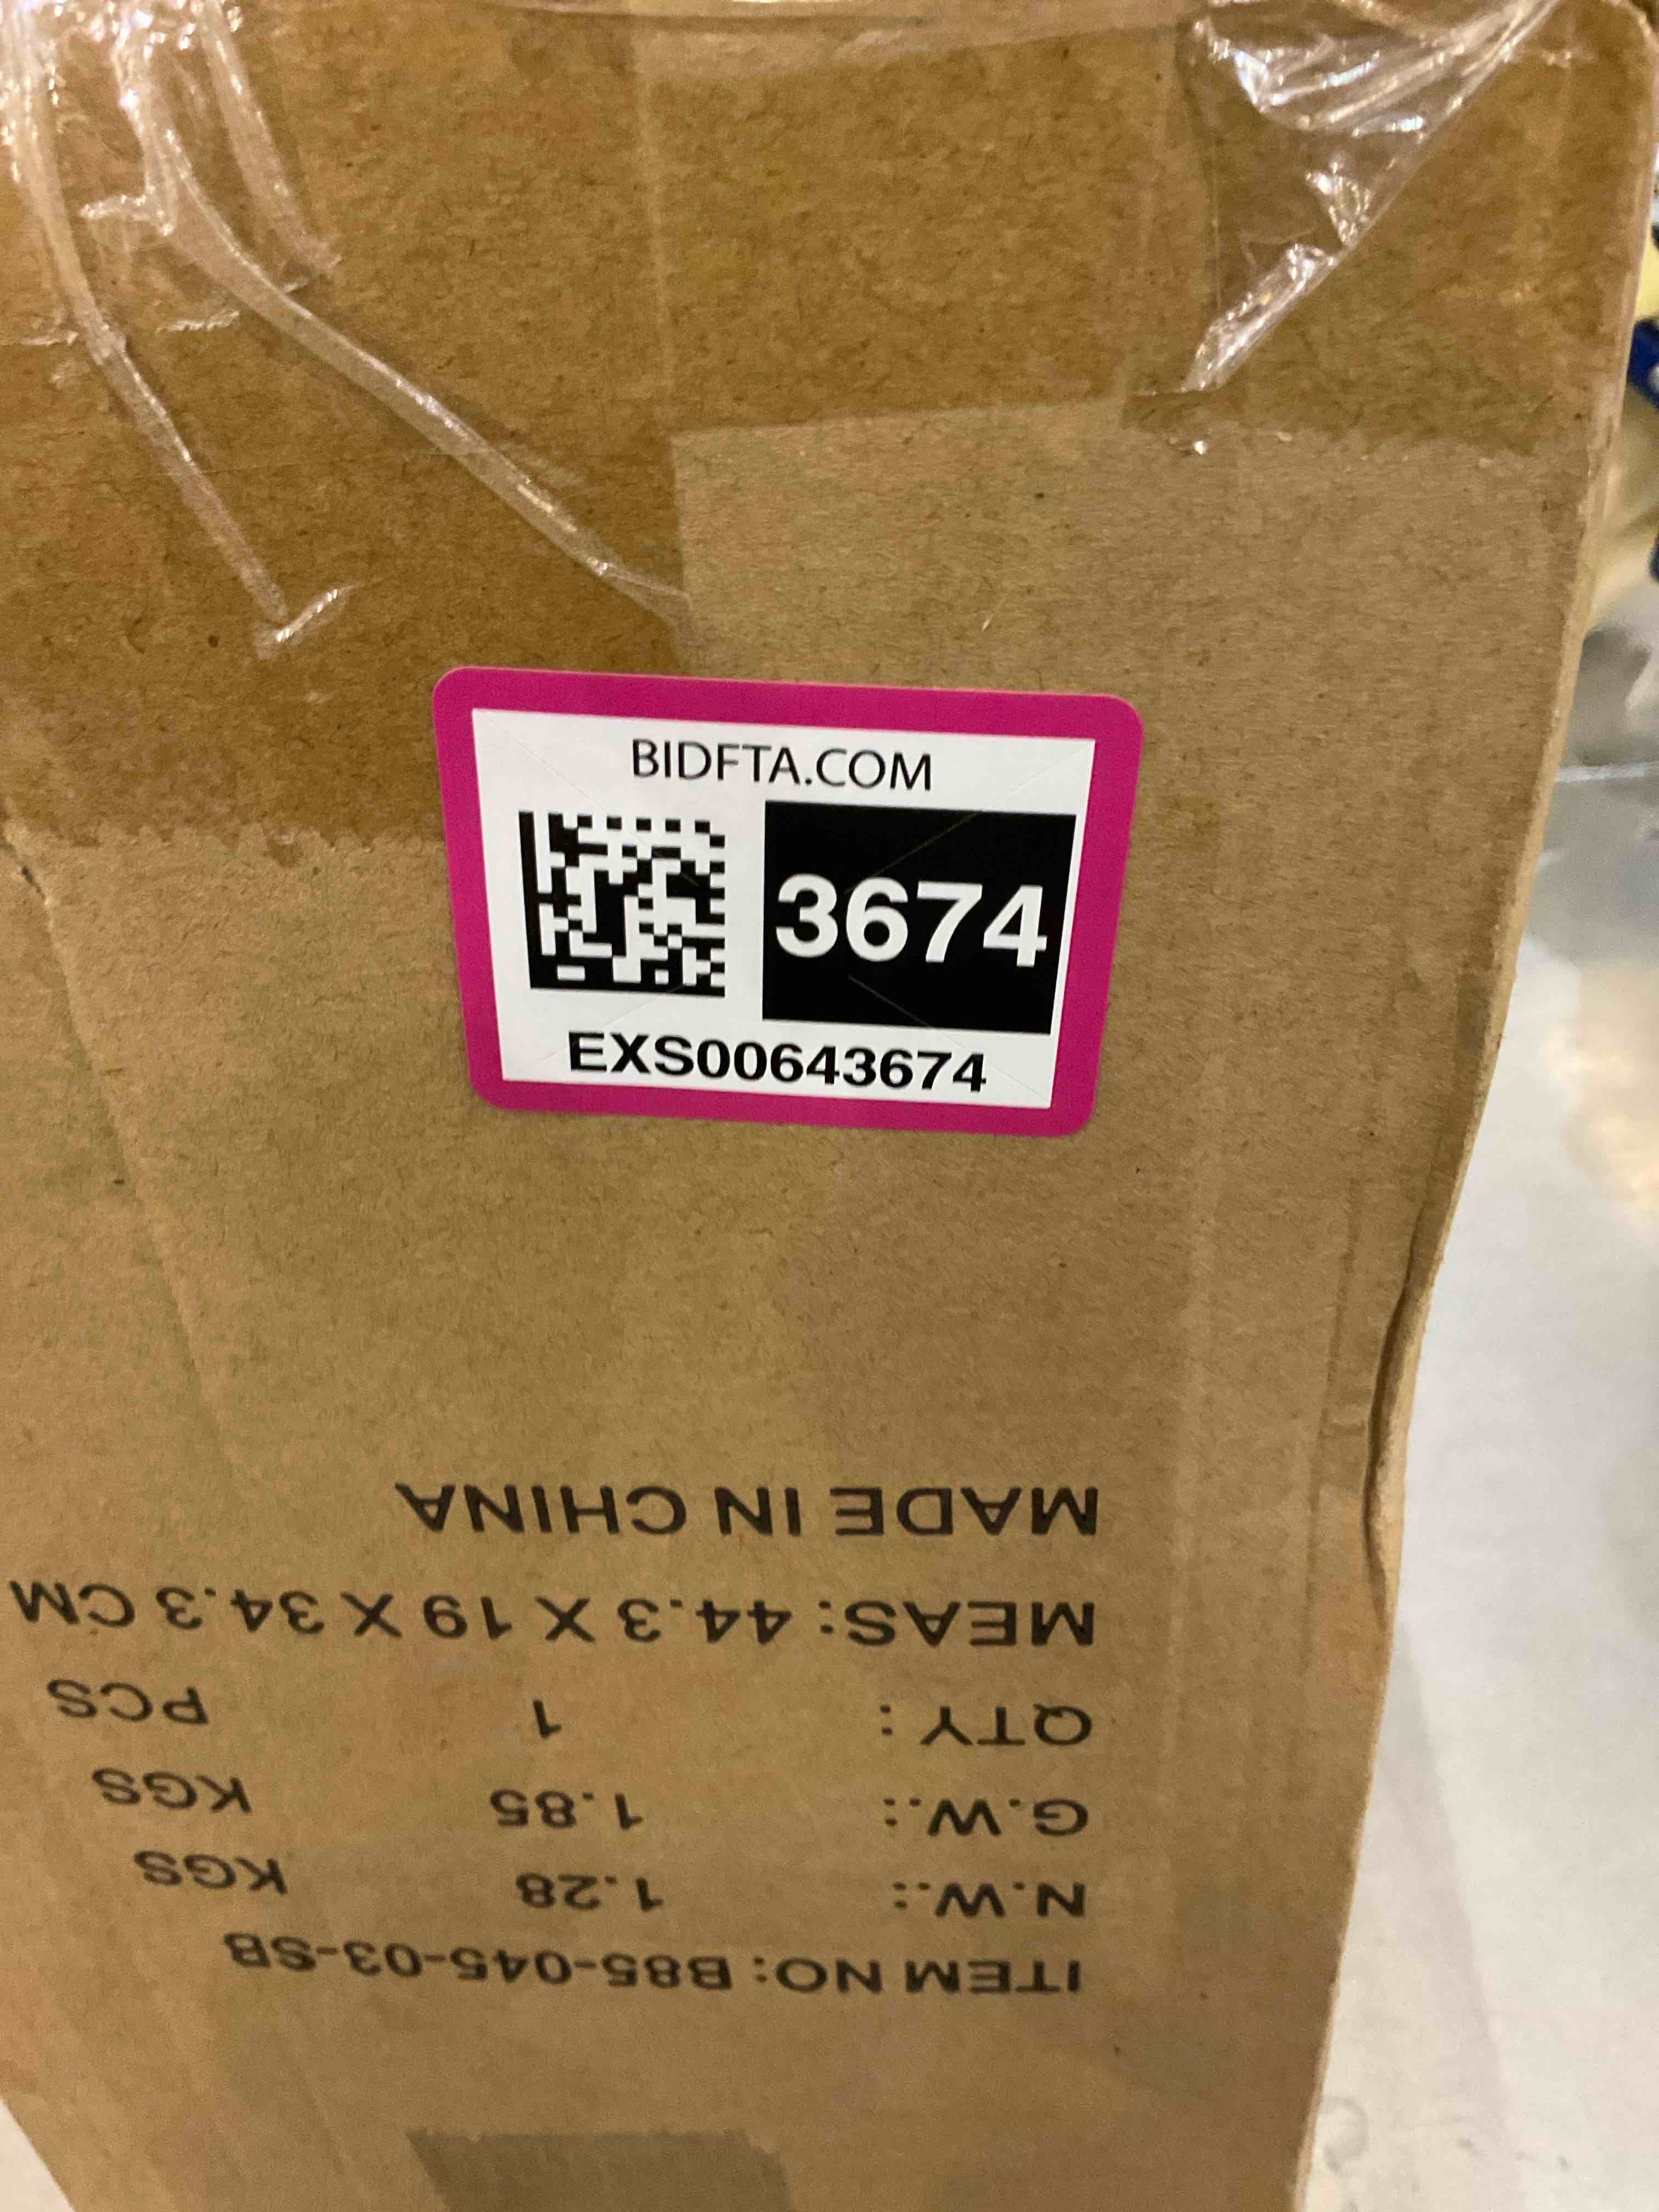 BIDFTA.COM
3674
EXS00643674
ITEM NO: B85-045-03-SB
N.W.: 1.28 KGS
G.W.: 1.85 KGS
QTY : 1 PCS
MEAS: 44.3 X 19 X 34.3 CM
MADE IN CHINA